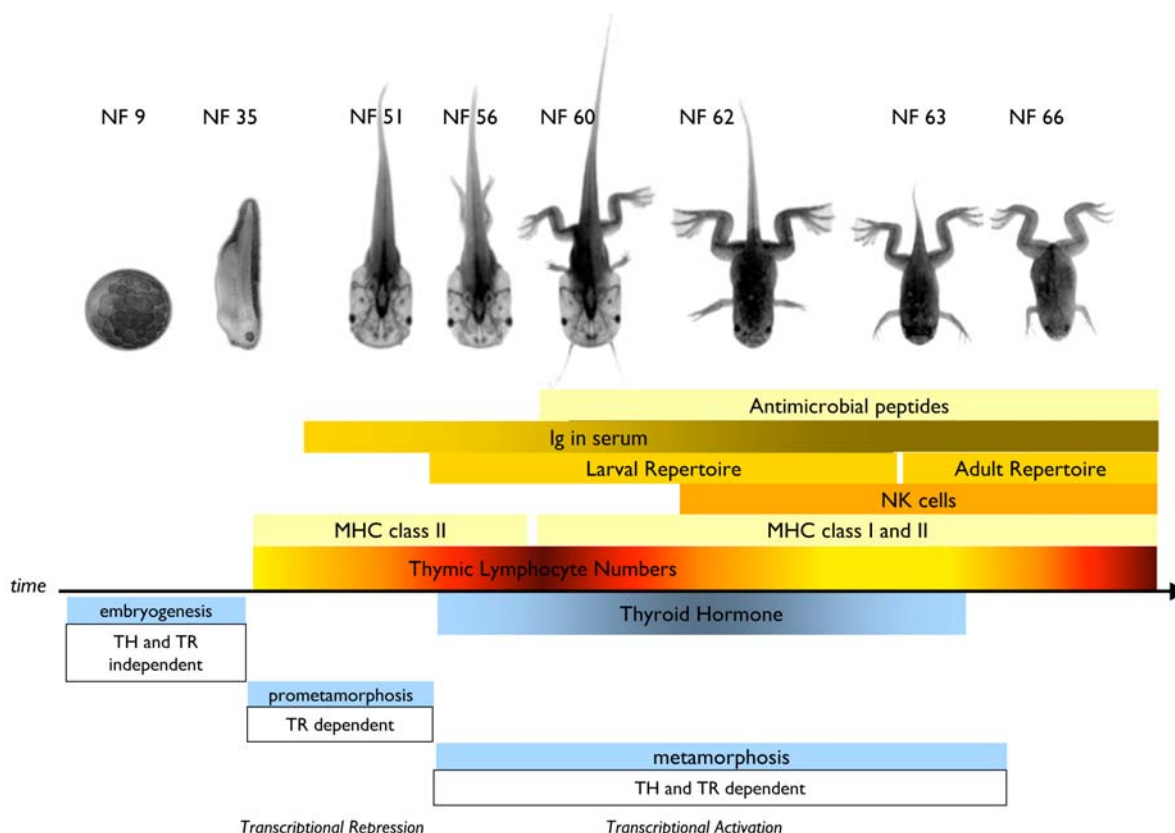 NF 9
NF 35
NF 51
NF 56
NF 60
NF 62
NF 63
NF 66
Antimicrobial peptides
Ig in serum
Larval Repertoire
Adult Repertoire
NK cells
MHC class II
MHC class I and II
Thymic Lymphocyte Numbers
time
embryogenesis
Thyroid Hormone
TH and TR
independent
prometamorphosis
TR dependent
metamorphosis
TH and TR dependent
Transcriptional Repression
Transcriptional Activation